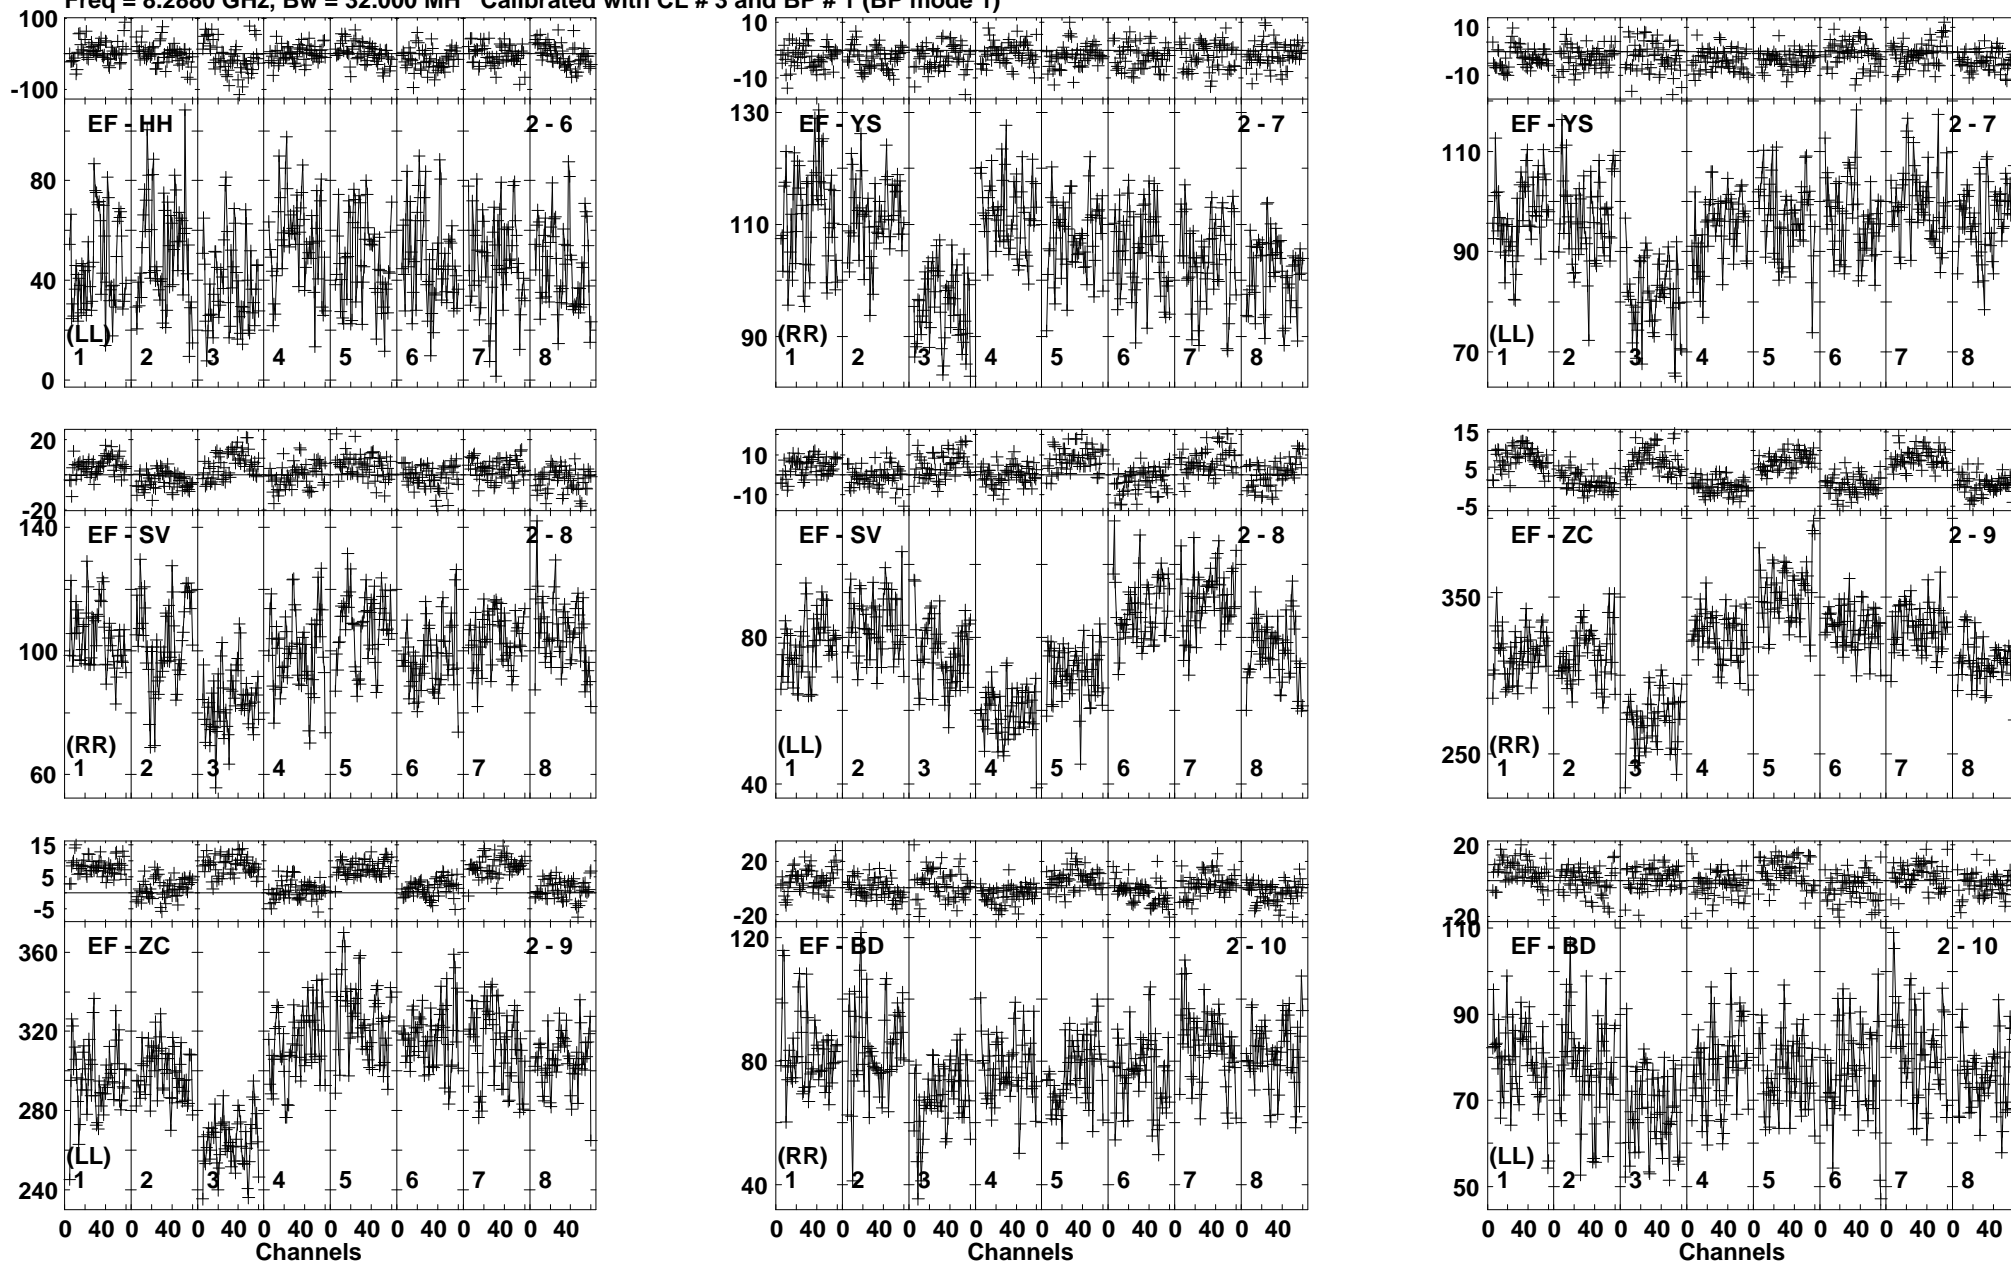 Freq = 8.2880 GHz, Bw = 32.000 MH Calibrated with CL # 3 and BP # 1 (BP mode 1)
100
-100
EF - HH 2 - 6
80
40
0
(LL)
1 2 3 4 5 6 7 8
10
-10
130
EF - YS 2 - 7
110
90
(RR)
1 2 3 4 5 6 7 8
10
-10
EF - YS 2 - 7
110
90
70
(LL)
1 2 3 4 5 6 7 8
20
-20
140
EF - SV 2 - 8
100
60
(RR)
1 2 3 4 5 6 7 8
10
-10
EF - SV 2 - 8
80
40
(LL)
1 2 3 4 5 6 7 8
15
5
-5
EF - ZC 2 - 9
350
250
(RR)
1 2 3 4 5 6 7 8
15
5
-5
EF - ZC 2 - 9
360
320
280
240
(LL)
1 2 3 4 5 6 7 8
0 40 0 40 0 40 0 40 0 40 0 40 0 40 0 40
Channels
20
-20
120
EF - BD 2 - 10
80
40
(RR)
1 2 3 4 5 6 7 8
0 40 0 40 0 40 0 40 0 40 0 40 0 40 0 40
Channels
20
-20
110
EF - BD 2 - 10
90
70
50
(LL)
1 2 3 4 5 6 7 8
0 40 0 40 0 40 0 40 0 40 0 40 0 40 0 40
Channels